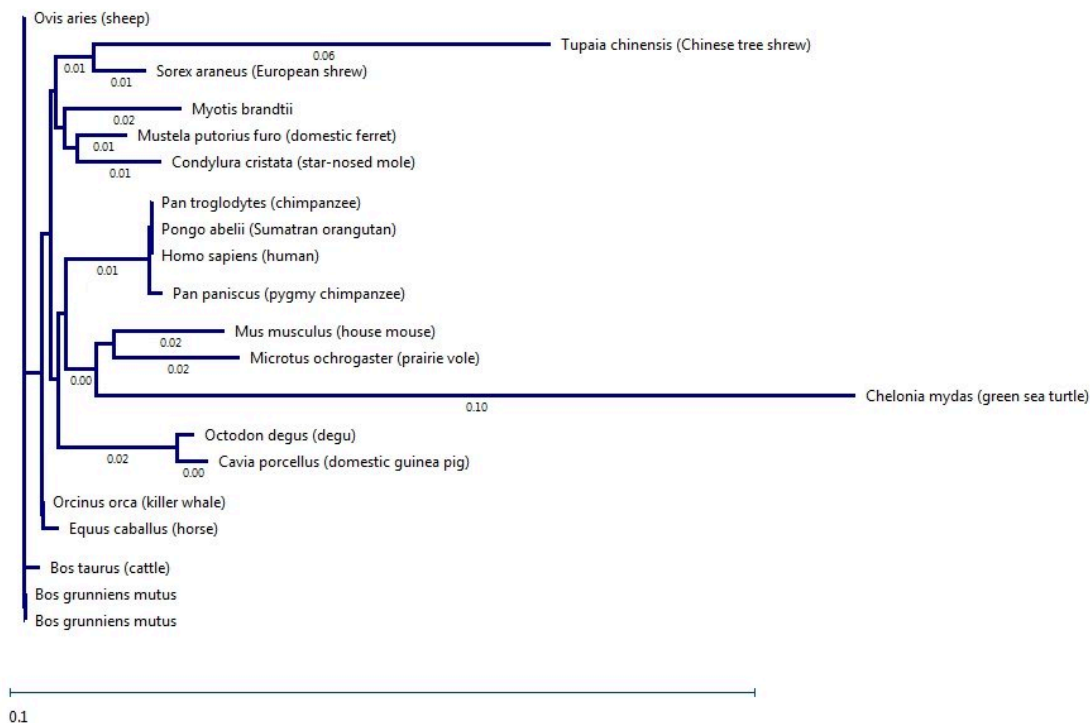 Ovis aries (sheep)
Tupaia chinensis (Chinese tree shrew)
0.06
0.01
Sorex araneus (European shrew)
0.01
Myotis brandtii
0.02
Mustela putorius furo (domestic ferret)
0.01
Condylura cristata (star-nosed mole)
0.01
Pan troglodytes (chimpanzee)
Pongo abelii (Sumatran orangutan)
Homo sapiens (human)
0.01
Pan paniscus (pygmy chimpanzee)
Mus musculus (house mouse)
0.02
Microtus ochrogaster (prairie vole)
0.02
0.00
Chelonia mydas (green sea turtle)
0.10
Octodon degus (degu)
0.02
Cavia porcellus (domestic guinea pig)
0.00
Orcinus orca (killer whale)
Equus caballus (horse)
Bos taurus (cattle)
Bos grunniens mutus
Bos grunniens mutus
0.1